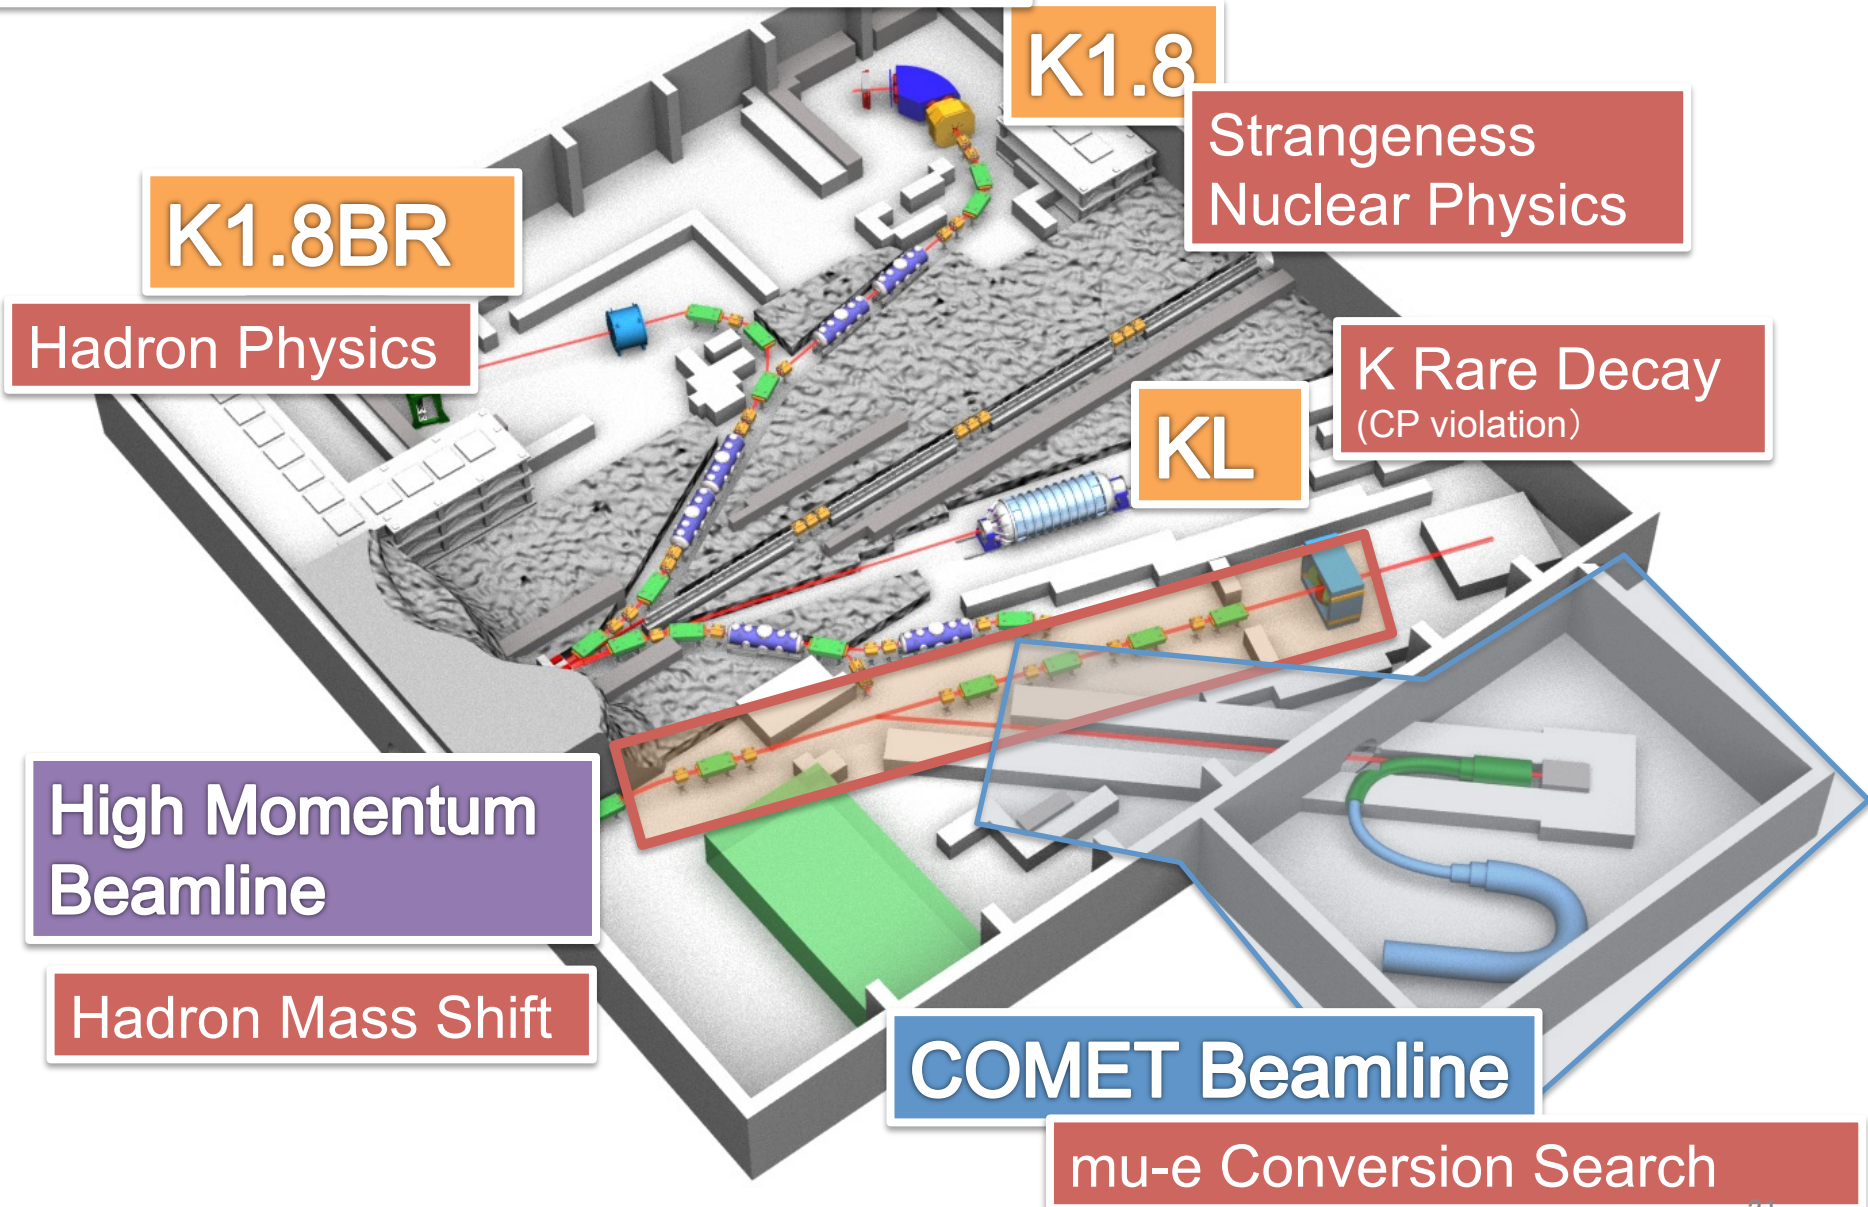 K1.8
Strangeness
Nuclear Physics
K1.8BR
Hadron Physics
K Rare Decay
(CP violation）
KL
High Momentum
Beamline
Hadron Mass Shift
COMET Beamline
mu-e Conversion Search